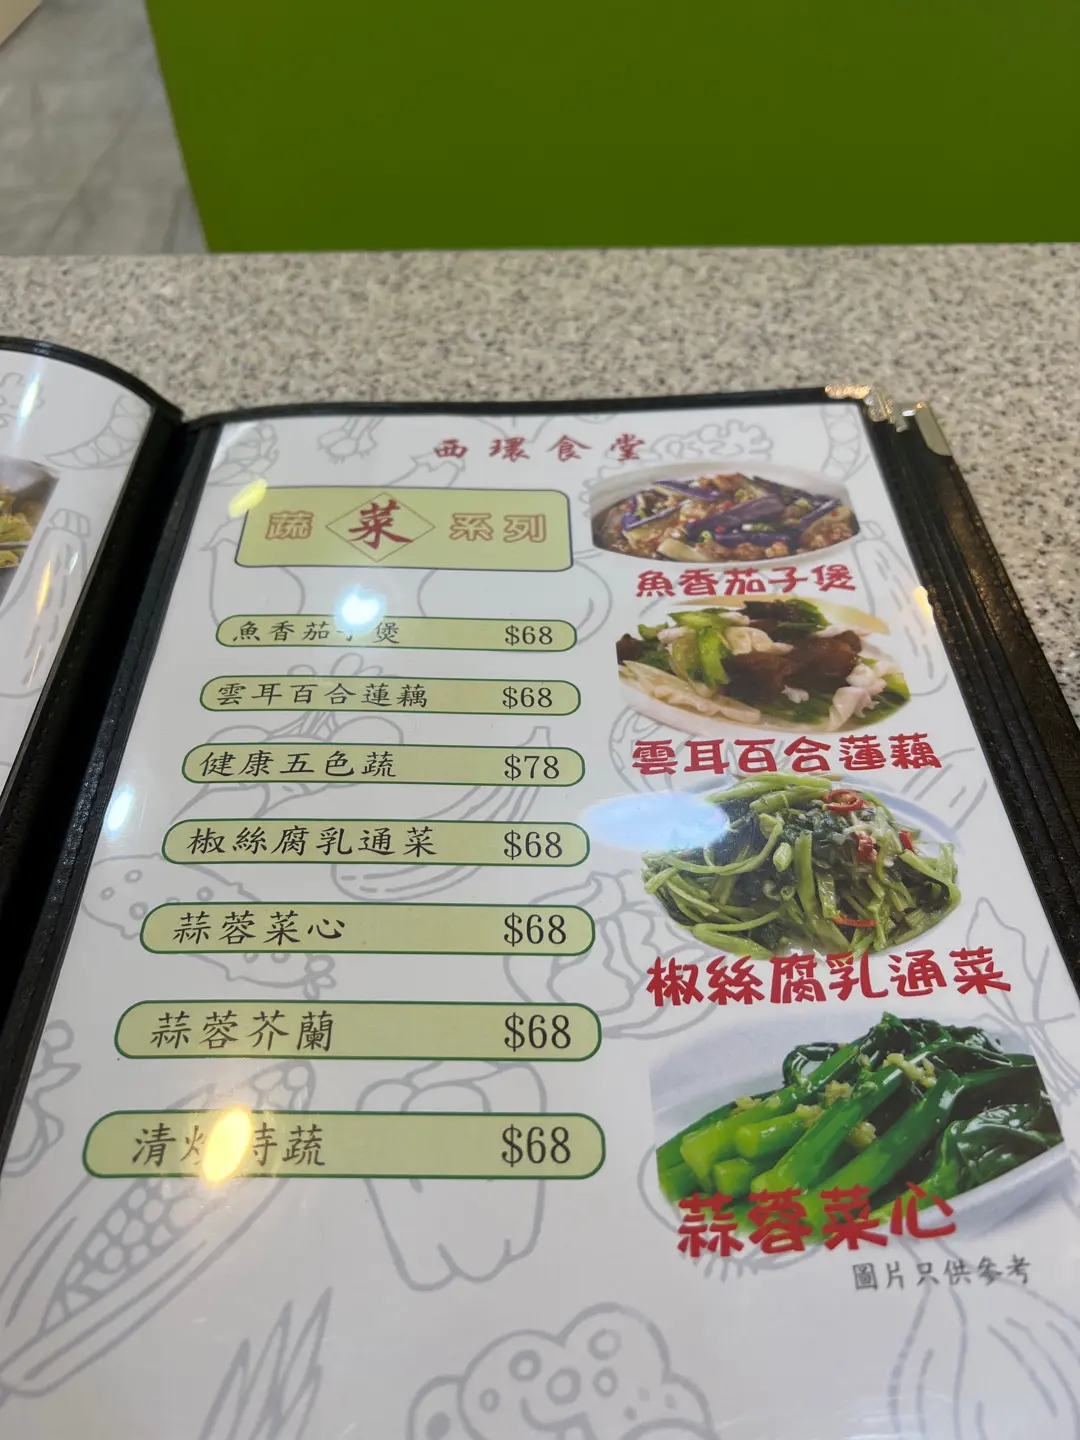 西環食堂
蔬菜系列
魚香茄子煲 $68
雲耳百合蓮藕 $68
健康五色蔬 $78
椒絲腐乳通菜 $68
蒜蓉菜心 $68
蒜蓉芥蘭 $68
清炒時蔬 $68
魚香茄子煲
雲耳百合蓮藕
椒絲腐乳通菜
蒜蓉菜心
圖片只供參考